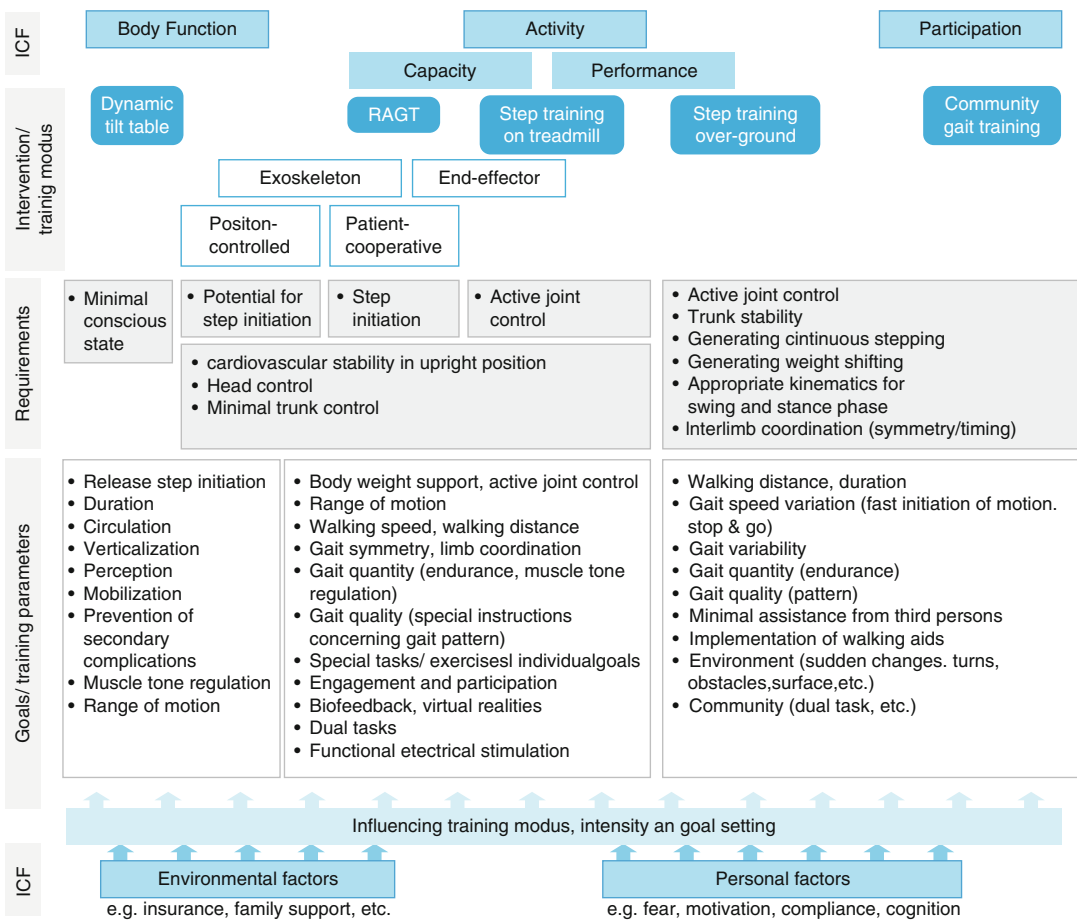 ICF
Body Function
Activity
Participation
Capacity
Performance
Intervention/
trainig modus
Dynamic
tilt table
RAGT
Step training
on treadmill
Step training
over-ground
Community
gait training
Exoskeleton
End-effector
Positon-
controlled
Patient-
cooperative
Requirements
• Minimal
conscious
state
• Potential for
step initiation
• Step
initiation
• Active joint
control
• cardiovascular stability in upright position
• Head control
• Minimal trunk control
• Active joint control
• Trunk stability
• Generating cintinuous stepping
• Generating weight shifting
• Appropriate kinematics for
swing and stance phase
• Interlimb coordination (symmetry/timing)
Goals/ training parameters
• Release step initiation
• Duration
• Circulation
• Verticalization
• Perception
• Mobilization
• Prevention of
secondary
complications
• Muscle tone regulation
• Range of motion
• Body weight support, active joint control
• Range of motion
• Walking speed, walking distance
• Gait symmetry, limb coordination
• Gait quantity (endurance, muscle tone
regulation)
• Gait quality (special instructions
concerning gait pattern)
• Special tasks/ exercisesl individualgoals
• Engagement and participation
• Biofeedback, virtual realities
• Dual tasks
• Functional etectrical stimulation
• Walking distance, duration
• Gait speed variation (fast initiation of motion.
stop & go)
• Gait variability
• Gait quantity (endurance)
• Gait quality (pattern)
• Minimal assistance from third persons
• Implementation of walking aids
• Environment (sudden changes. turns,
obstacles,surface,etc.)
• Community (dual task, etc.)
Influencing training modus, intensity an goal setting
ICF
Environmental factors
e.g. insurance, family support, etc.
Personal factors
e.g. fear, motivation, compliance, cognition